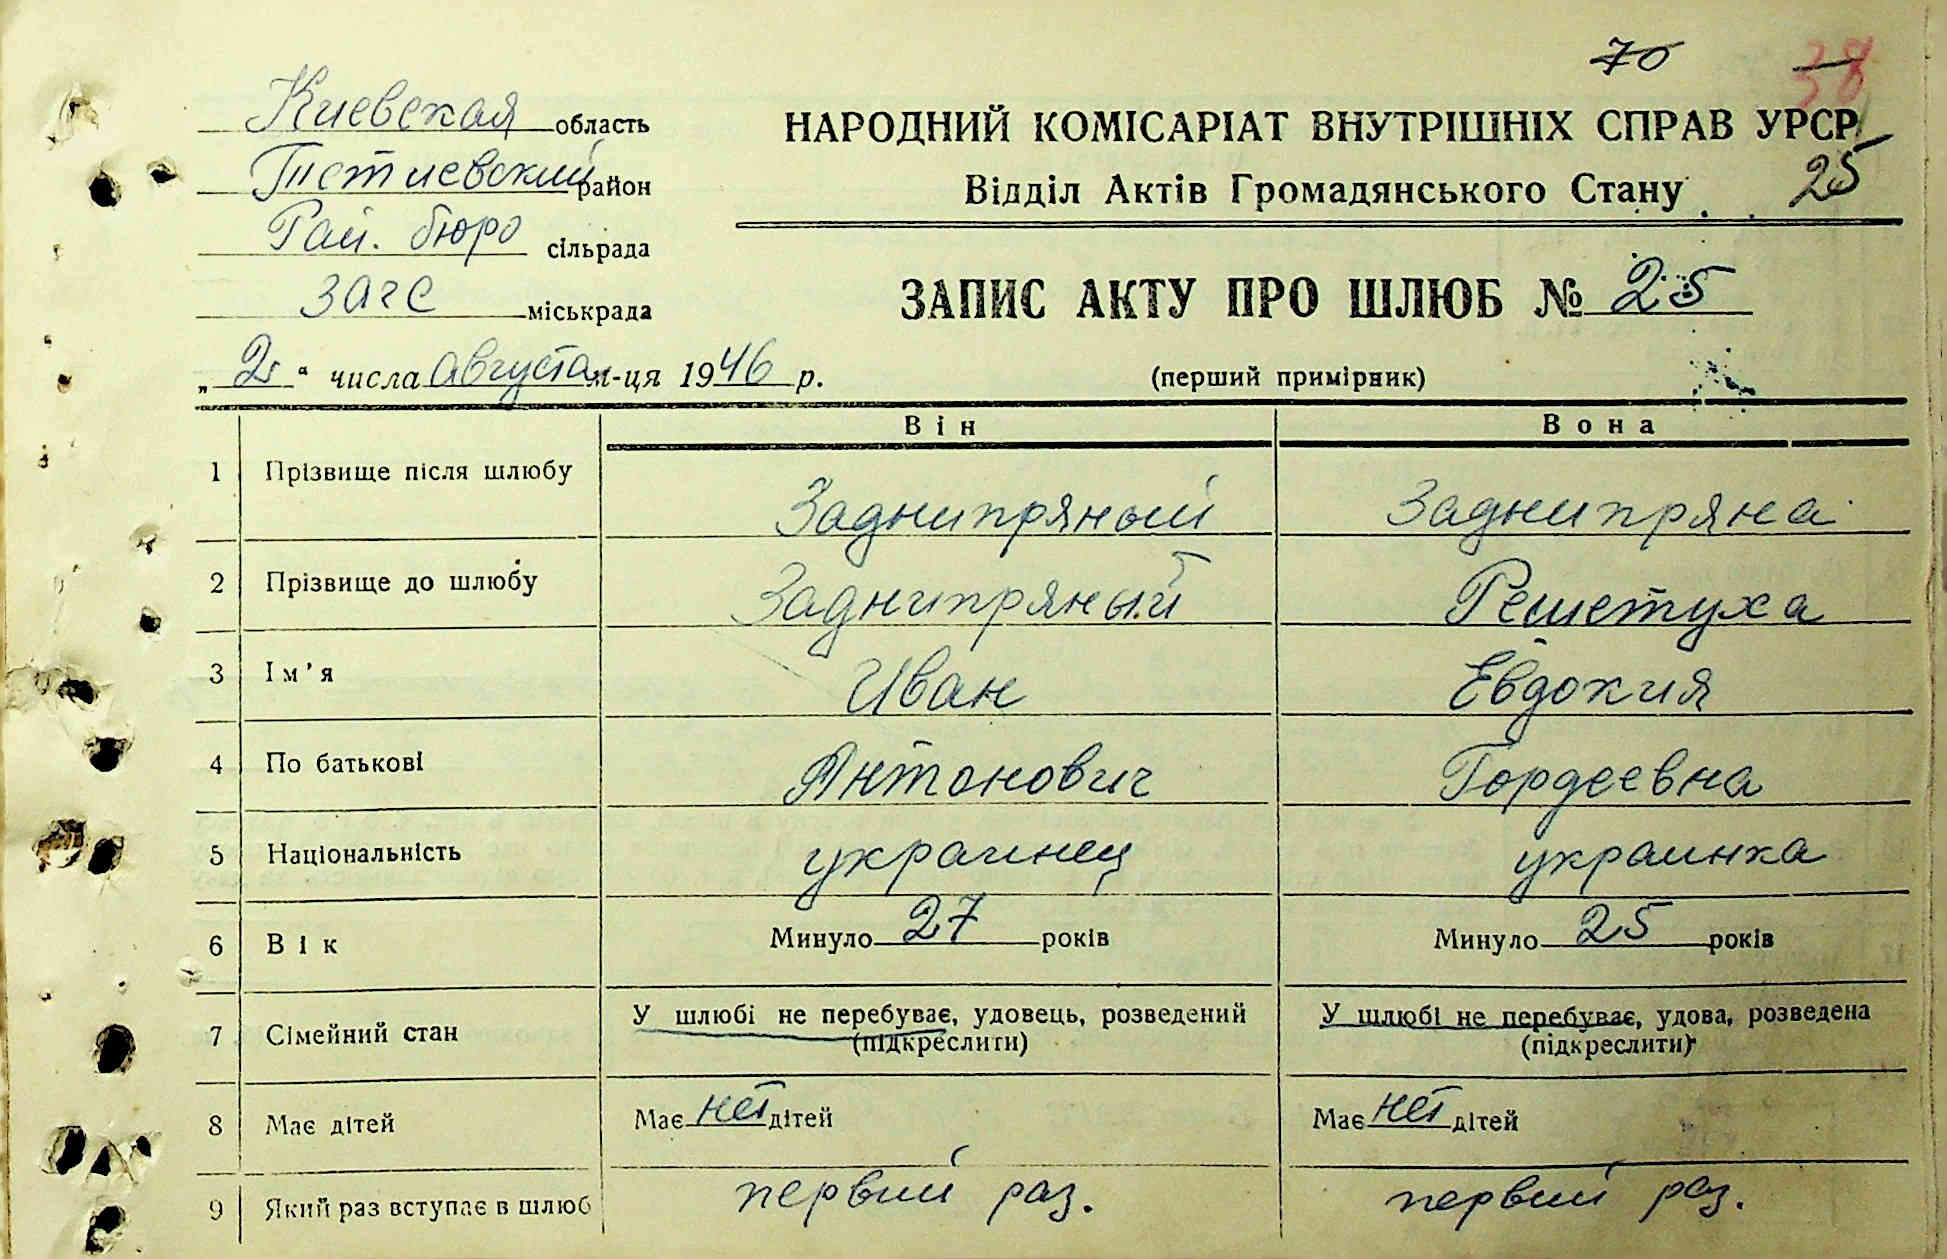 70 38
Киевская область
НАРОДНИЙ КОМІСАРІАТ ВНУТРІШНІХ СПРАВ УРСР
Тетиевский район
Відділ Актів Громадянського Стану 25
Рай. бюро сільрада
ЗАПИС АКТУ ПРО ШЛЮБ № 25
загс міськрада
" " числа августа м-ця 1946 р.
(перший примірник)
Він Вона
1 Прізвище після шлюбу Заднипряный Заднипряна
2 Прізвище до шлюбу Заднипряный Решетуха
3 Ім'я Иван Евдокия
4 По батькові Антонович Гордеевна
5 Національність украинец украинка
6 Вік Минуло 27 років Минуло 25 років
7 Сімейний стан У шлюбі не перебуває, удовець, розведений У шлюбі не перебуває, удова, розведена
(підкреслити) (підкреслити)
8 Має дітей Має нет дітей Має нет дітей
9 Який раз вступає в шлюб первый раз. первый раз.